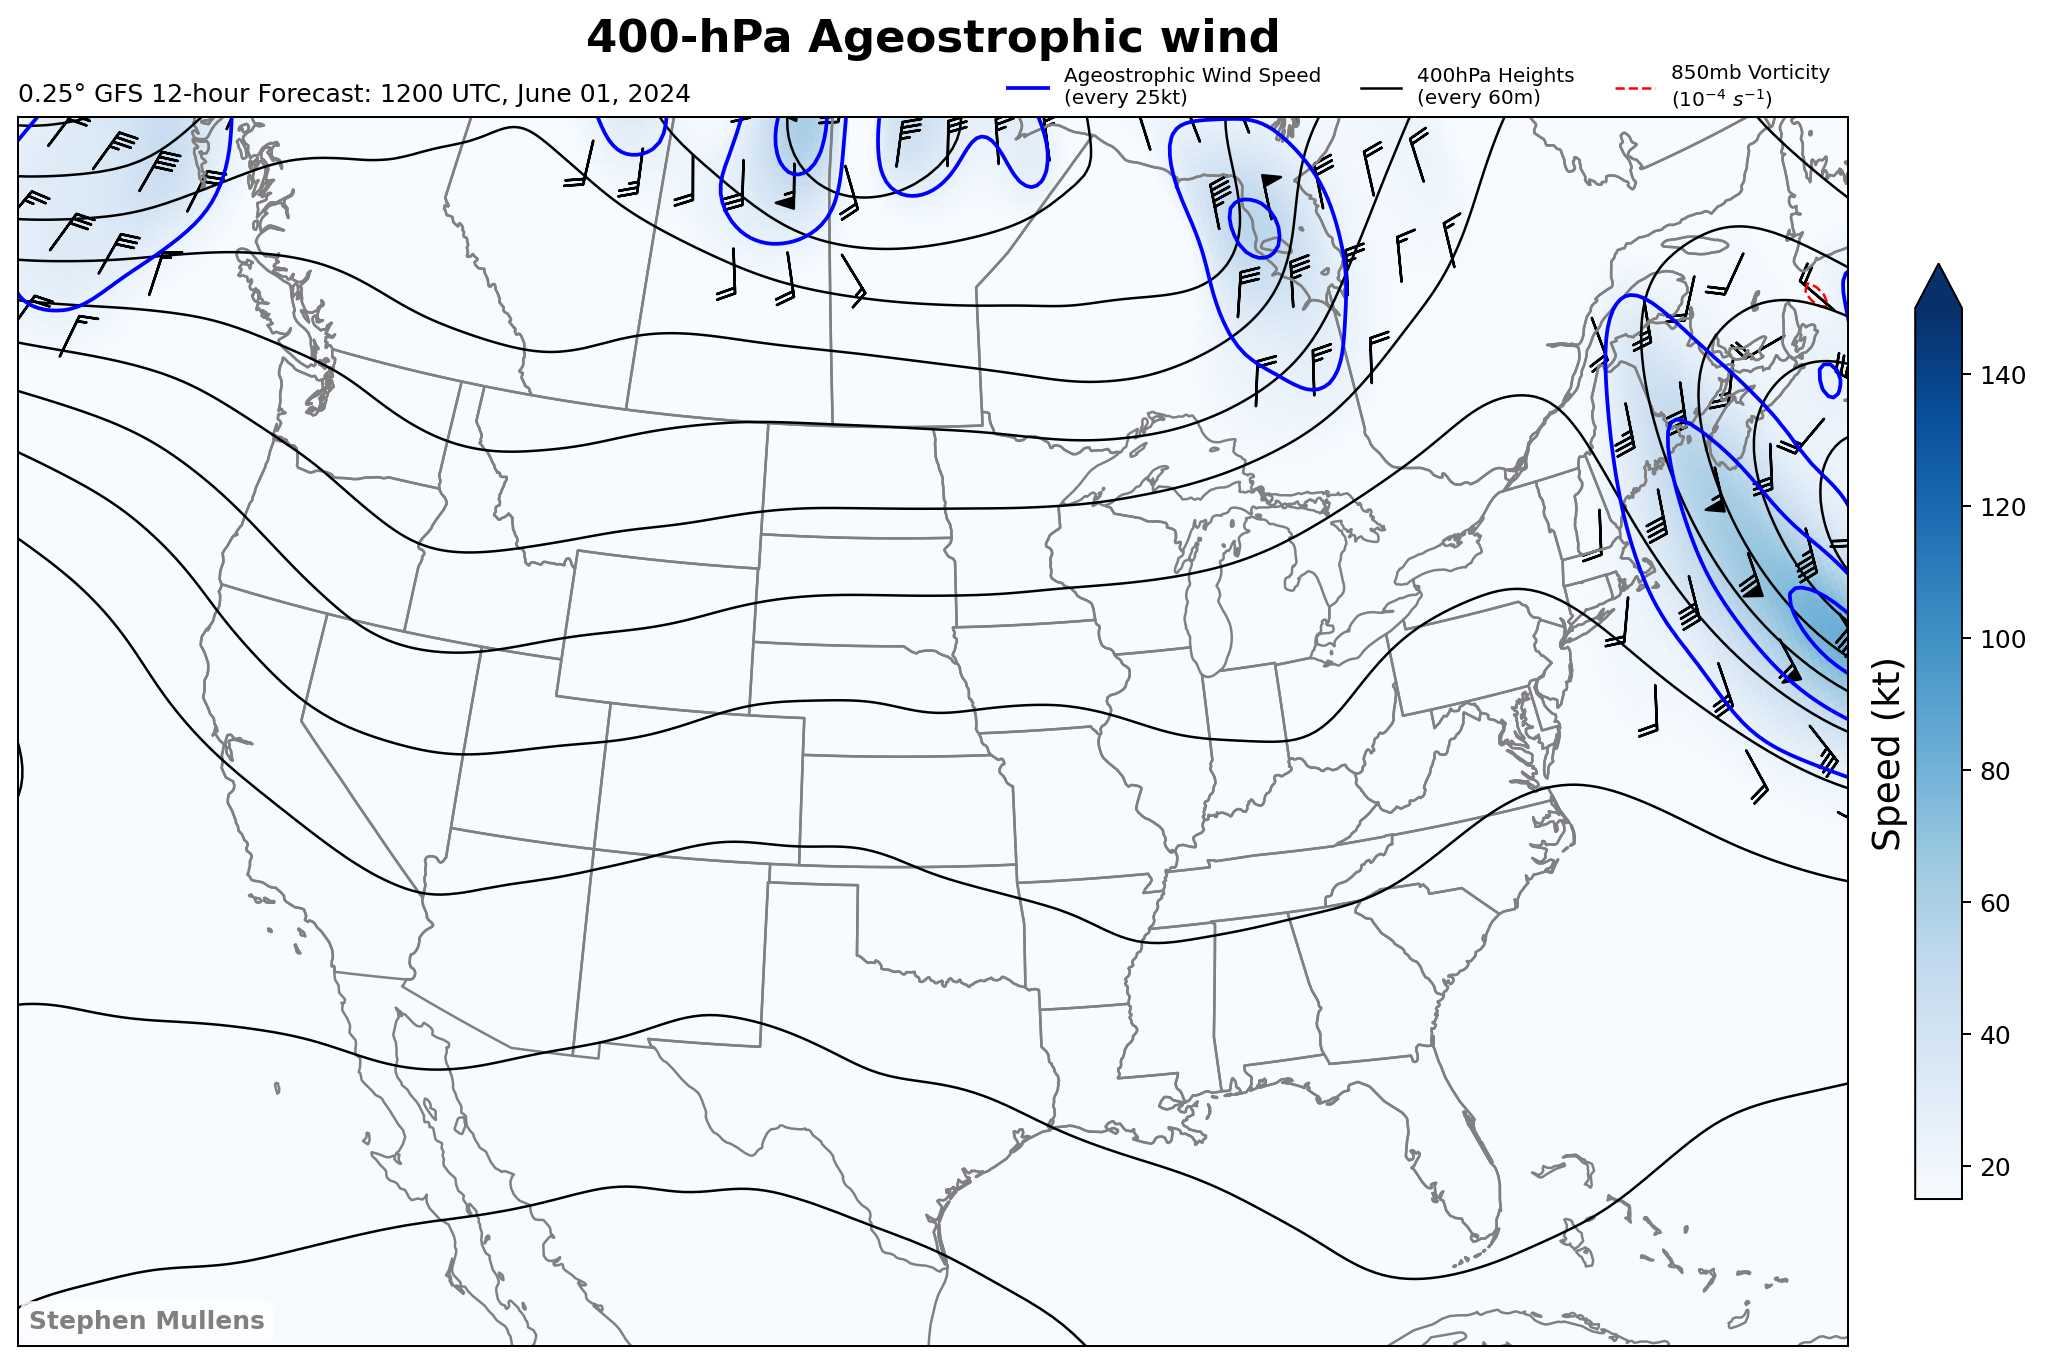 400-hPa Ageostrophic wind
0.25° GFS 12-hour Forecast: 1200 UTC, June 01, 2024
Ageostrophic Wind Speed
(every 25kt)
400hPa Heights
(every 60m)
850mb Vorticity
(10⁻⁴ s⁻¹)
140
120
100
80
60
40
20
Speed (kt)
Stephen Mullens